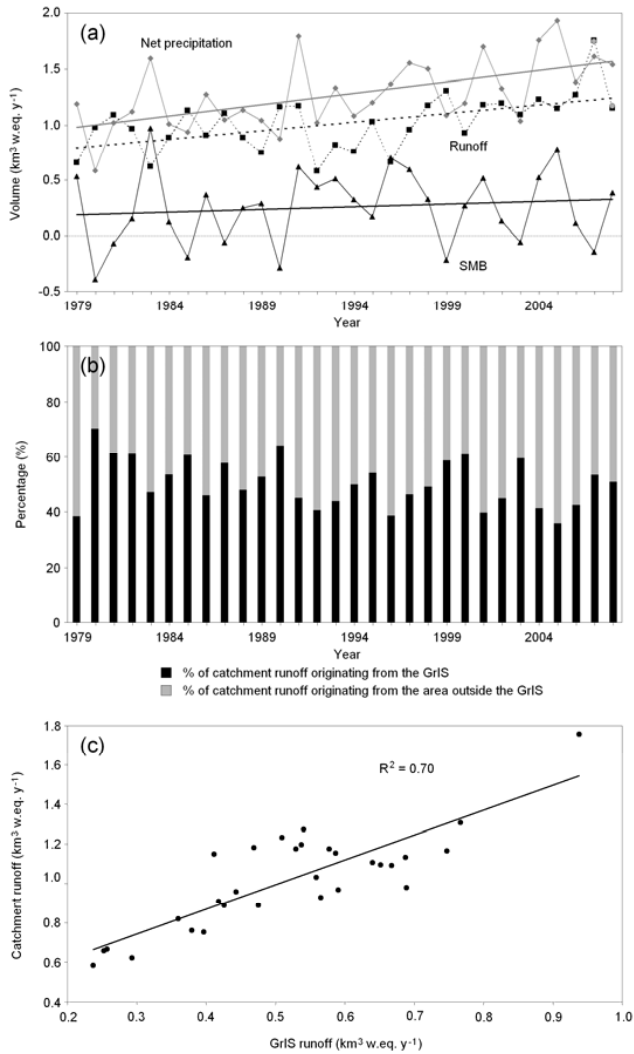 (a)
Net precipitation
Runoff
SMB
Volume (km³ w.eq. y⁻¹)
2.0
1.5
1.0
0.5
0.0
-0.5
1979 1984 1989 1994 1999 2004
Year
(b)
Percentage (%)
100
80
60
40
20
0
1979 1984 1989 1994 1999 2004
Year
% of catchment runoff originating from the GrIS
% of catchment runoff originating from the area outside the GrIS
(c)
R² = 0.70
Catchment runoff (km³ w.eq. y⁻¹)
1.8
1.6
1.4
1.2
1.0
0.8
0.6
0.4
0.2 0.3 0.4 0.5 0.6 0.7 0.8 0.9 1.0
GrIS runoff (km³ w.eq. y⁻¹)